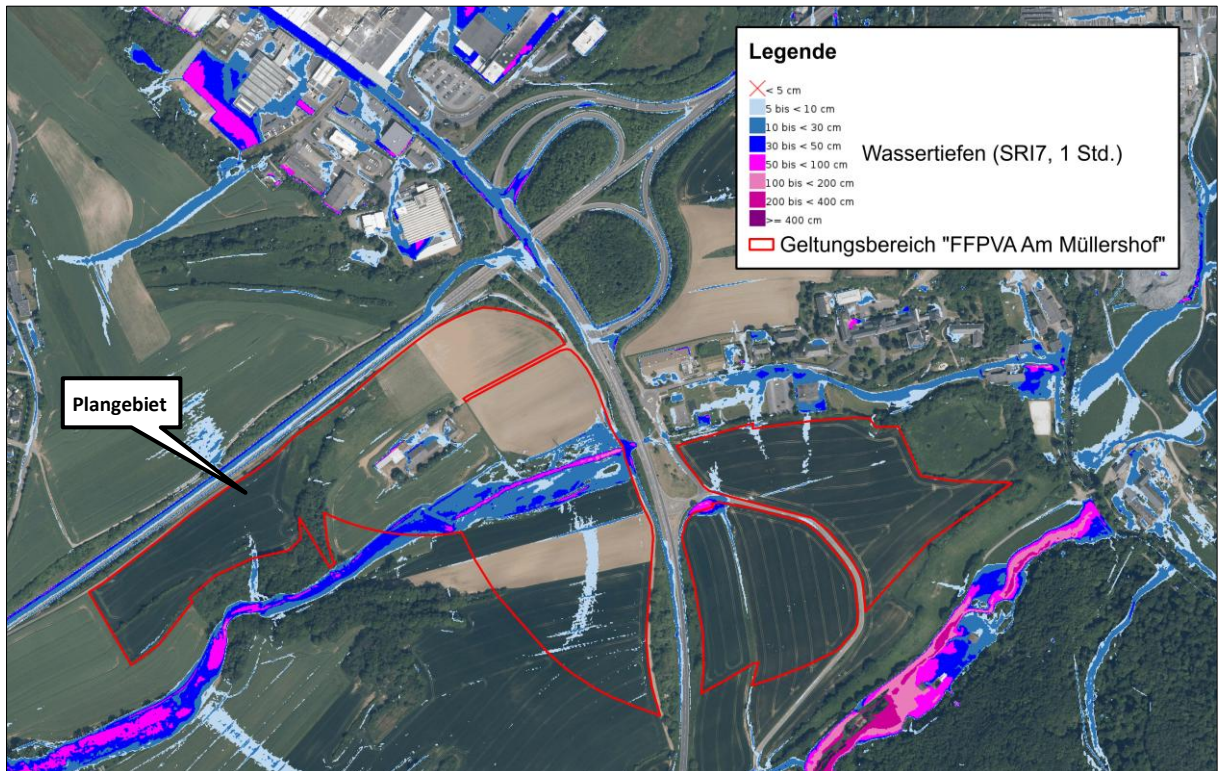 Legende
< 5 cm
5 bis < 10 cm
10 bis < 30 cm
30 bis < 50 cm
50 bis < 100 cm
100 bis < 200 cm
200 bis < 400 cm
>= 400 cm
Wassertiefen (SRI7, 1 Std.)
Geltungsbereich "FFPVA Am Müllershof"
Plangebiet